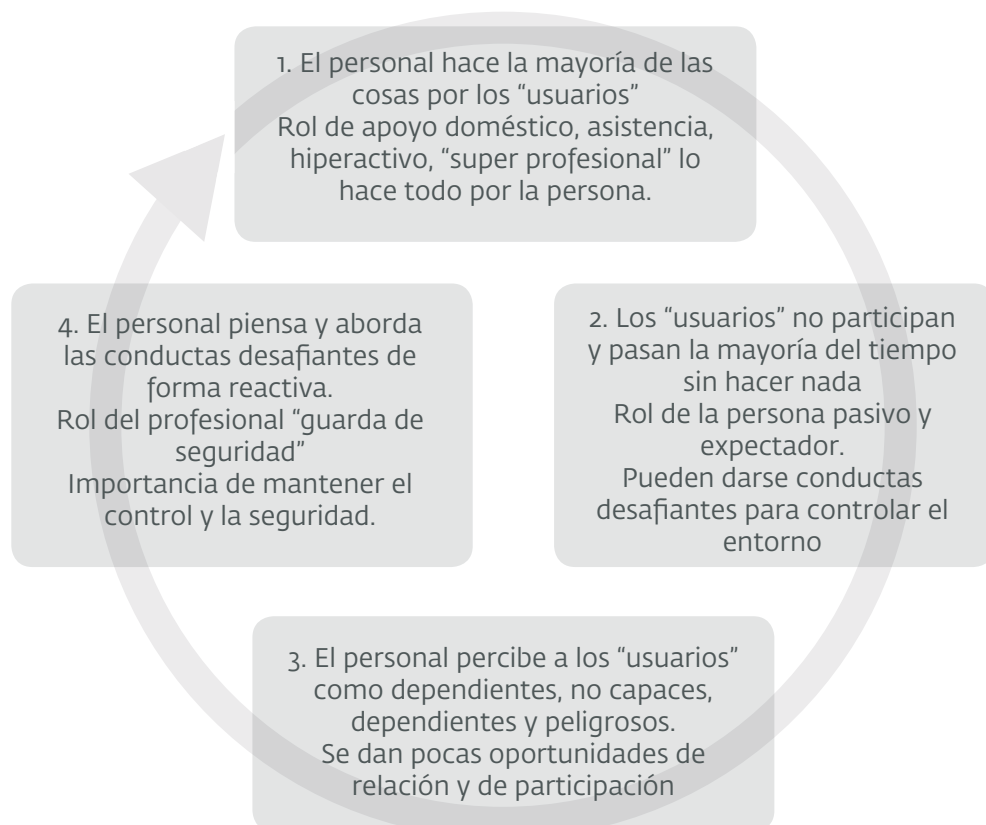 1. El personal hace la mayoría de las
cosas por los “usuarios”
Rol de apoyo doméstico, asistencia,
hiperactivo, “super profesional” lo
hace todo por la persona.
2. Los “usuarios” no participan
y pasan la mayoría del tiempo
sin hacer nada
Rol de la persona pasivo y
expectador.
Pueden darse conductas
desafiantes para controlar el
entorno
3. El personal percibe a los “usuarios”
como dependientes, no capaces,
dependientes y peligrosos.
Se dan pocas oportunidades de
relación y de participación
4. El personal piensa y aborda
las conductas desafiantes de
forma reactiva.
Rol del profesional “guarda de
seguridad”
Importancia de mantener el
control y la seguridad.